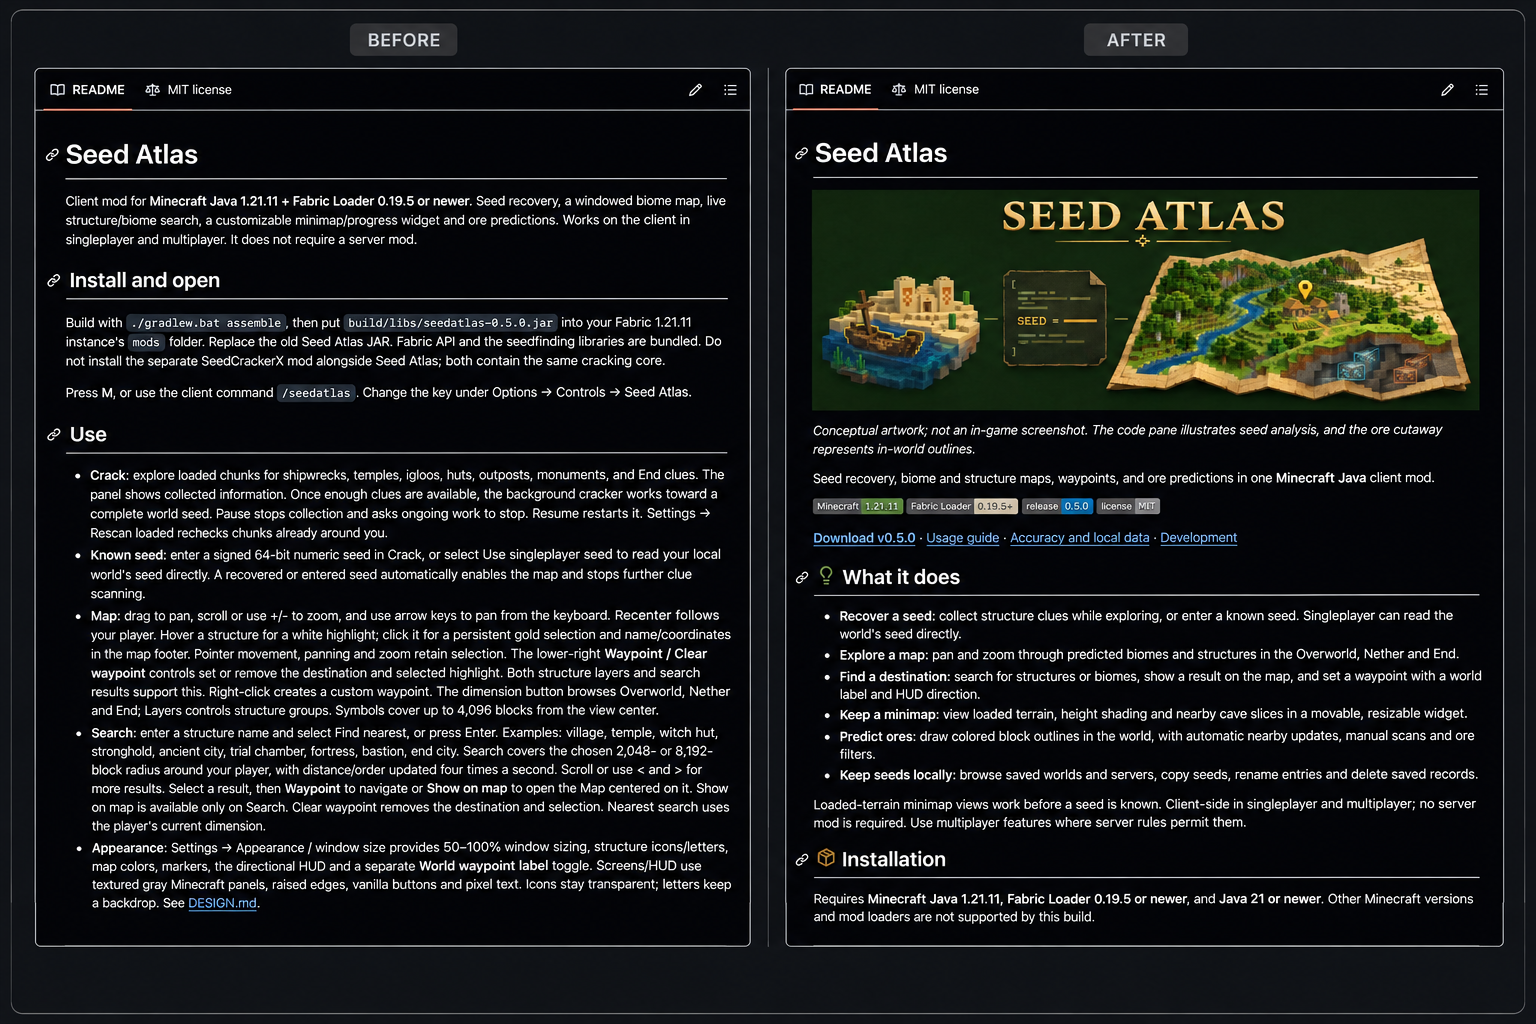 BEFORE
README
MIT license
Seed Atlas
Client mod for Minecraft Java 1.21.11 + Fabric Loader 0.19.5 or newer. Seed recovery, a windowed biome map, live
structure/biome search, a customizable minimap/progress widget and ore predictions. Works on the client in
singleplayer and multiplayer. It does not require a server mod.
Install and open
Build with ./gradlew.bat assemble, then put build/libs/seedatlas-0.5.0.jar into your Fabric 1.21.11
instance's mods folder. Replace the old Seed Atlas JAR. Fabric API and the seedfinding libraries are bundled. Do
not install the separate SeedCrackerX mod alongside Seed Atlas; both contain the same cracking core.
Press M, or use the client command /seedatlas. Change the key under Options → Controls → Seed Atlas.
Use
• Crack: explore loaded chunks for shipwrecks, temples, igloos, huts, outposts, monuments, and End clues. The
panel shows collected information. Once enough clues are available, the background cracker works toward a
complete world seed. Pause stops collection and asks ongoing work to stop. Resume restarts it. Settings →
Rescan loaded rechecks chunks already around you.
• Known seed: enter a signed 64-bit numeric seed in Crack, or select Use singleplayer seed to read your local
world's seed directly. A recovered or entered seed automatically enables the map and stops further clue
scanning.
• Map: drag to pan, scroll or use +/- to zoom, and use arrow keys to pan from the keyboard. Recenter follows
your player. Hover a structure for a white highlight; click it for a persistent gold selection and name/coordinates
in the map footer. Pointer movement, panning and zoom retain selection. The lower-right Waypoint / Clear
waypoint controls set or remove the destination and selected highlight. Both structure layers and search
results support this. Right-click creates a custom waypoint. The dimension button browses Overworld, Nether
and End; Layers controls structure groups. Symbols cover up to 4,096 blocks from the view center.
• Search: enter a structure name and select Find nearest, or press Enter. Examples: village, temple, witch hut,
stronghold, ancient city, trial chamber, fortress, bastion, end city. Search covers the chosen 2,048- or 8,192-
block radius around your player, with distance/order updated four times a second. Scroll or use < and > for
more results. Select a result, then Waypoint to navigate or Show on map to open the Map centered on it. Show
on map is available only on Search. Clear waypoint removes the destination and selection. Nearest search uses
the player's current dimension.
• Appearance: Settings → Appearance / window size provides 50–100% window sizing, structure icons/letters,
map colors, markers, the directional HUD and a separate World waypoint label toggle. Screens/HUD use
textured gray Minecraft panels, raised edges, vanilla buttons and pixel text. Icons stay transparent; letters keep
a backdrop. See DESIGN.md.
AFTER
README
MIT license
Seed Atlas
SEED ATLAS
[
SEED =
]
Conceptual artwork; not an in-game screenshot. The code pane illustrates seed analysis, and the ore cutaway
represents in-world outlines.
Seed recovery, biome and structure maps, waypoints, and ore predictions in one Minecraft Java client mod.
Minecraft 1.21.11 Fabric Loader 0.19.5+ release 0.5.0 license MIT
Download v0.5.0 · Usage guide · Accuracy and local data · Development
What it does
• Recover a seed: collect structure clues while exploring, or enter a known seed. Singleplayer can read the
world's seed directly.
• Explore a map: pan and zoom through predicted biomes and structures in the Overworld, Nether and End.
• Find a destination: search for structures or biomes, show a result on the map, and set a waypoint with a world
label and HUD direction.
• Keep a minimap: view loaded terrain, height shading and nearby cave slices in a movable, resizable widget.
• Predict ores: draw colored block outlines in the world, with automatic nearby updates, manual scans and ore
filters.
• Keep seeds locally: browse saved worlds and servers, copy seeds, rename entries and delete saved records.
Loaded-terrain minimap views work before a seed is known. Client-side in singleplayer and multiplayer; no server
mod is required. Use multiplayer features where server rules permit them.
Installation
Requires Minecraft Java 1.21.11, Fabric Loader 0.19.5 or newer, and Java 21 or newer. Other Minecraft versions
and mod loaders are not supported by this build.